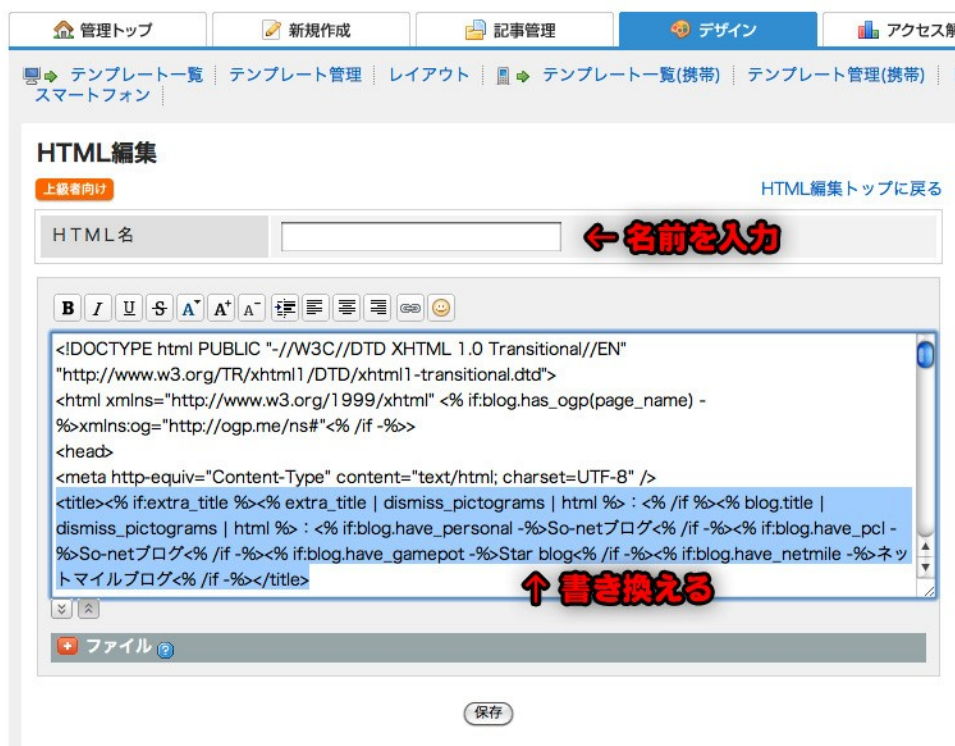 管理トップ 新規作成 記事管理 デザイン アクセス解
テンプレート一覧 テンプレート管理 レイアウト テンプレート一覧(携帯) テンプレート管理(携帯)
スマートフォン
HTML編集
上級者向け HTML編集トップに戻る
HTML名 ← 名前を入力
B I U S A A+ A-
<!DOCTYPE html PUBLIC "-//W3C//DTD XHTML 1.0 Transitional//EN"
"http://www.w3.org/TR/xhtml1/DTD/xhtml1-transitional.dtd">
<html xmlns="http://www.w3.org/1999/xhtml" <% if:blog.has_ogp(page_name) -
%>xmlns:og="http://ogp.me/ns#"<% /if -%>>
<head>
<meta http-equiv="Content-Type" content="text/html; charset=UTF-8" />
<title><% if:extra_title %><% extra_title | dismiss_pictograms | html %>：<% /if %><% blog.title |
dismiss_pictograms | html %>：<% if:blog.have_personal -%>So-netブログ<% /if -%><% if:blog.have_pcl -
%>So-netブログ<% /if -%><% if:blog.have_gamepot -%>Star blog<% /if -%><% if:blog.have_netmile -%>ネッ
トマイルブログ<% /if -%></title>
↑ 書き換える
ファイル ?
保存